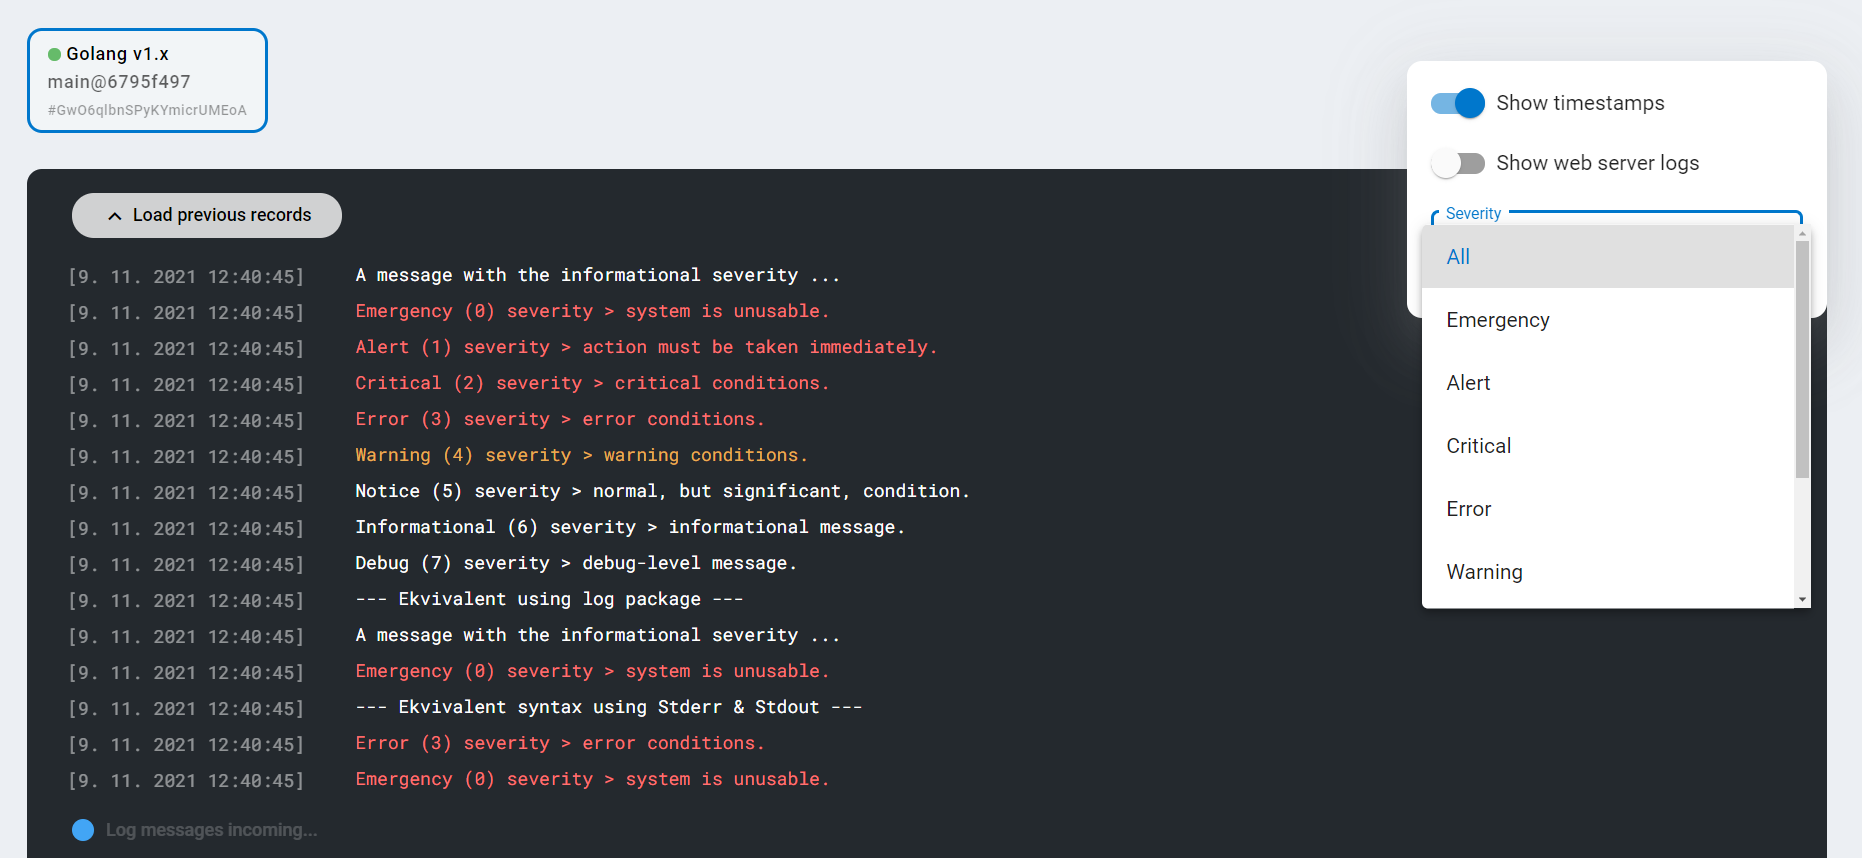 Golang v1.x
main@6795f497
#GwO6qlbnSPyKYmicrUMEoA
Show timestamps
Show web server logs
Severity
All
Emergency
Alert
Critical
Error
Warning
Load previous records
[9. 11. 2021 12:40:45] A message with the informational severity ...
[9. 11. 2021 12:40:45] Emergency (0) severity > system is unusable.
[9. 11. 2021 12:40:45] Alert (1) severity > action must be taken immediately.
[9. 11. 2021 12:40:45] Critical (2) severity > critical conditions.
[9. 11. 2021 12:40:45] Error (3) severity > error conditions.
[9. 11. 2021 12:40:45] Warning (4) severity > warning conditions.
[9. 11. 2021 12:40:45] Notice (5) severity > normal, but significant, condition.
[9. 11. 2021 12:40:45] Informational (6) severity > informational message.
[9. 11. 2021 12:40:45] Debug (7) severity > debug-level message.
[9. 11. 2021 12:40:45] --- Ekvivalent using log package ---
[9. 11. 2021 12:40:45] A message with the informational severity ...
[9. 11. 2021 12:40:45] Emergency (0) severity > system is unusable.
[9. 11. 2021 12:40:45] --- Ekvivalent syntax using Stderr & Stdout ---
[9. 11. 2021 12:40:45] Error (3) severity > error conditions.
[9. 11. 2021 12:40:45] Emergency (0) severity > system is unusable.
Log messages incoming...